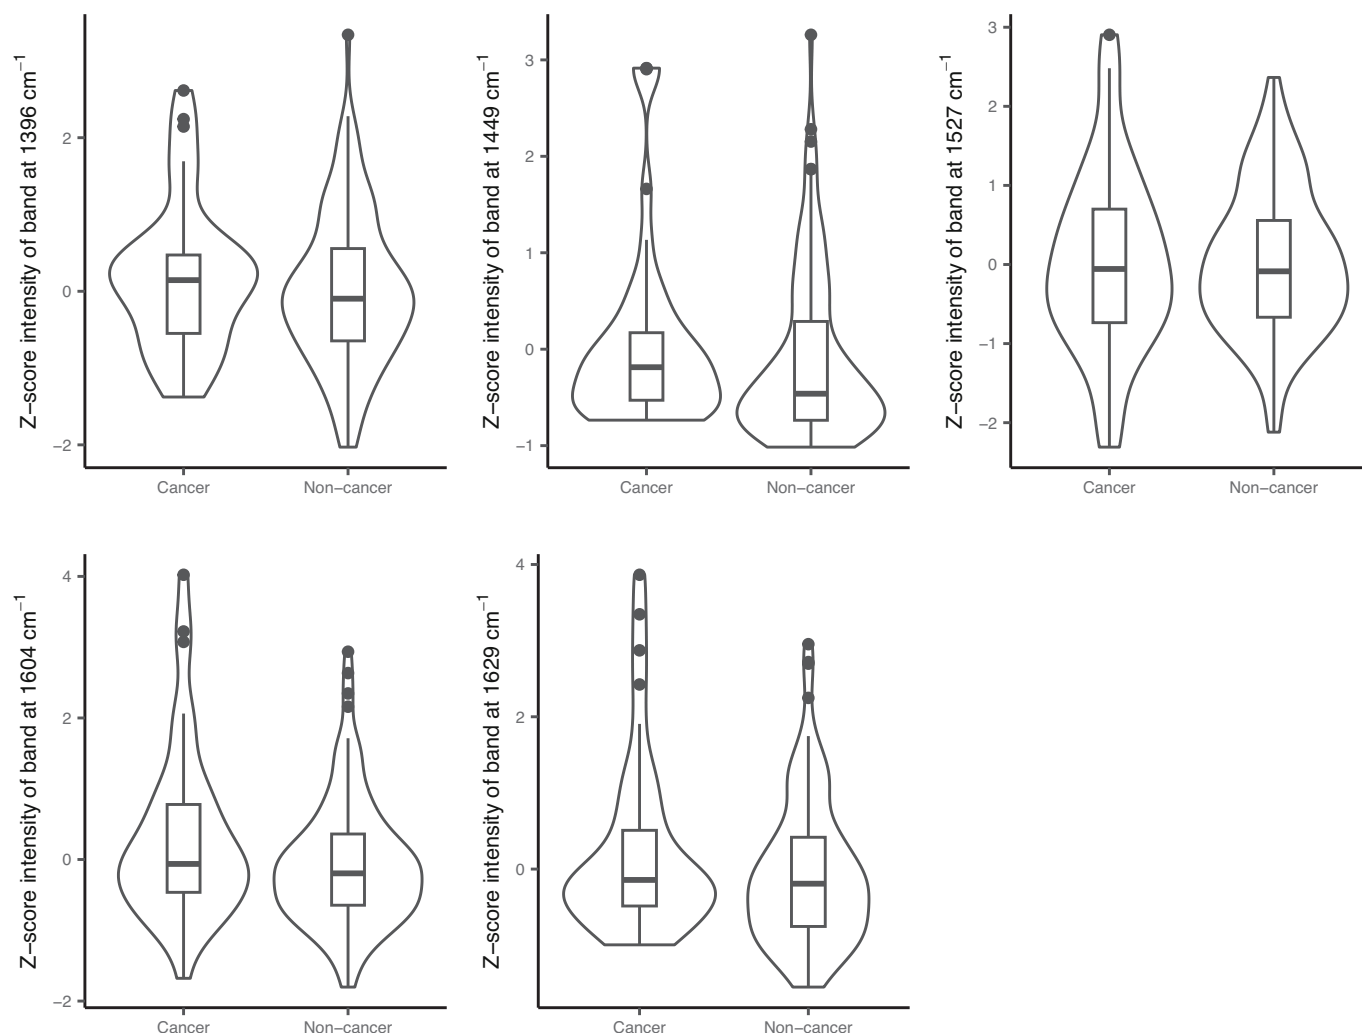 Z−score intensity of band at 1396 cm⁻¹
2
0
−2
Cancer Non−cancer
Z−score intensity of band at 1449 cm⁻¹
3
2
1
0
−1
Cancer Non−cancer
Z−score intensity of band at 1527 cm⁻¹
3
2
1
0
−1
−2
Cancer Non−cancer
Z−score intensity of band at 1604 cm⁻¹
4
2
0
−2
Cancer Non−cancer
Z−score intensity of band at 1629 cm⁻¹
4
2
0
Cancer Non−cancer